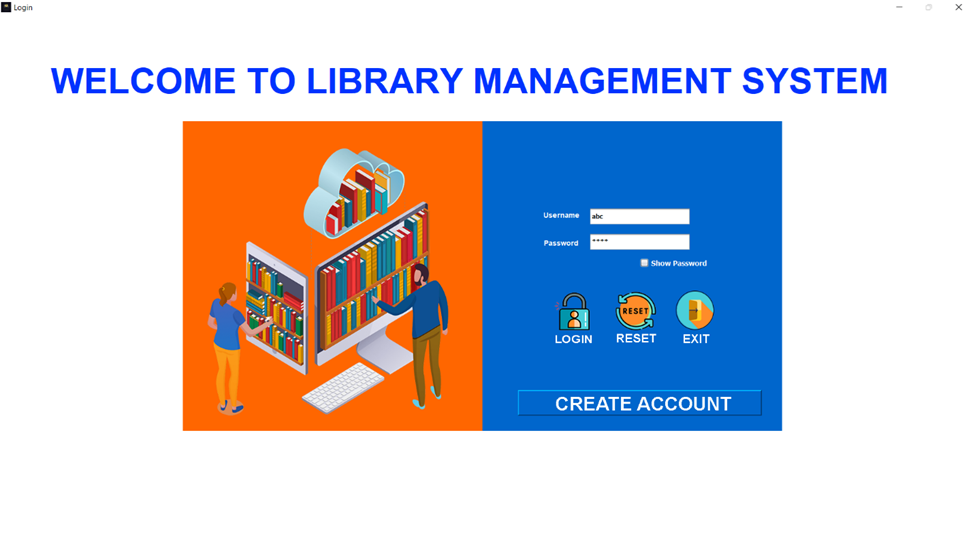 Login
WELCOME TO LIBRARY MANAGEMENT SYSTEM
Username abc
Password ****
Show Password
RESET
LOGIN RESET EXIT
CREATE ACCOUNT